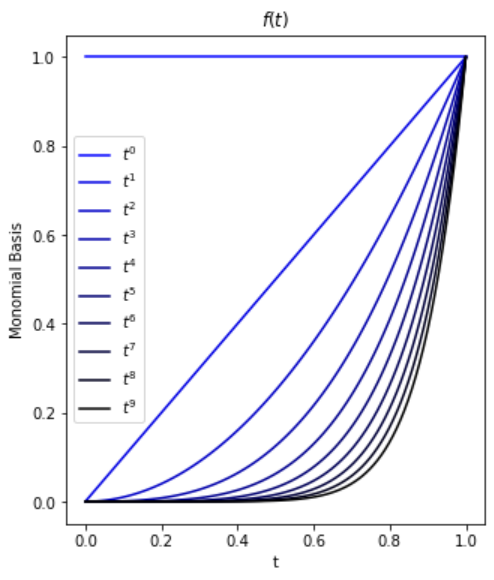 f(t)
1.0
0.8
0.6
0.4
0.2
0.0
Monomial Basis
t⁰
t¹
t²
t³
t⁴
t⁵
t⁶
t⁷
t⁸
t⁹
0.0 0.2 0.4 0.6 0.8 1.0
t